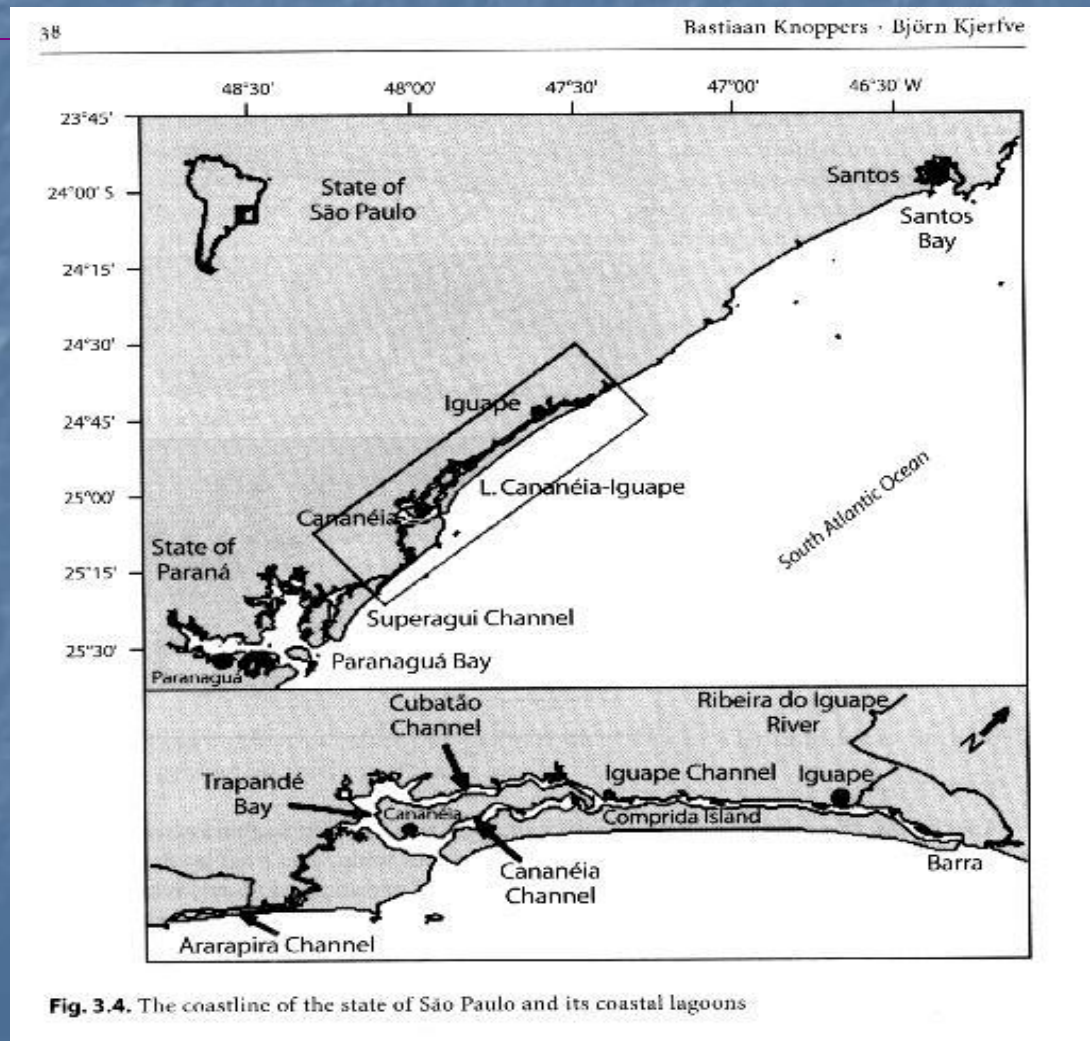 38
Bastiaan Knoppers · Björn Kjerfve
48°30'
48°00'
47°30'
47°00'
46°30' W
23°45'
24°00' S
24°15'
24°30'
24°45'
25°00'
25°15'
25°30'
State of
São Paulo
Santos
Santos
Bay
Iguape
L. Cananéia-Iguape
Cananéia
South Atlantic Ocean
State of
Paraná
Superagui Channel
Paranaguá Bay
Paranaguá
Cubatão
Channel
Ribeira do Iguape
River
N
Trapandé
Bay
Iguape Channel
Iguape
Cananéia
Comprida Island
Cananéia
Channel
Barra
Ararapira Channel
Fig. 3.4. The coastline of the state of São Paulo and its coastal lagoons